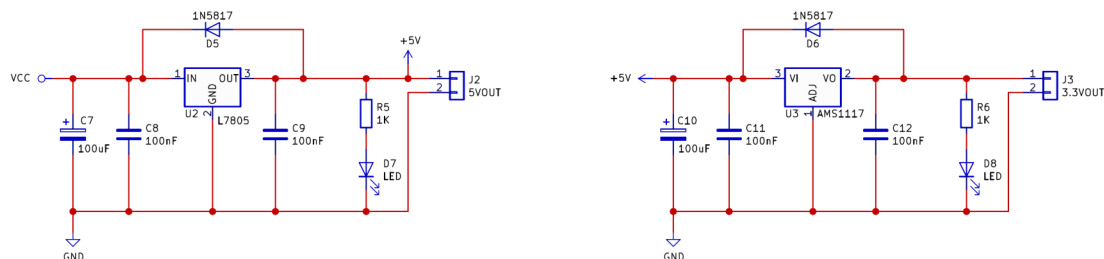 1N5817
D5
+5V
VCC
1 IN OUT 3
GND
U2 2 L7805
1
2
J2
5VOUT
+ C7
100uF
C8
100nF
C9
100nF
R5
1K
D7
LED
GND
1N5817
D6
+5V
3 VI VO 2
ADJ
U3 1 AMS1117
1
2
J3
3.3VOUT
+ C10
100uF
C11
100nF
C12
100nF
R6
1K
D8
LED
GND